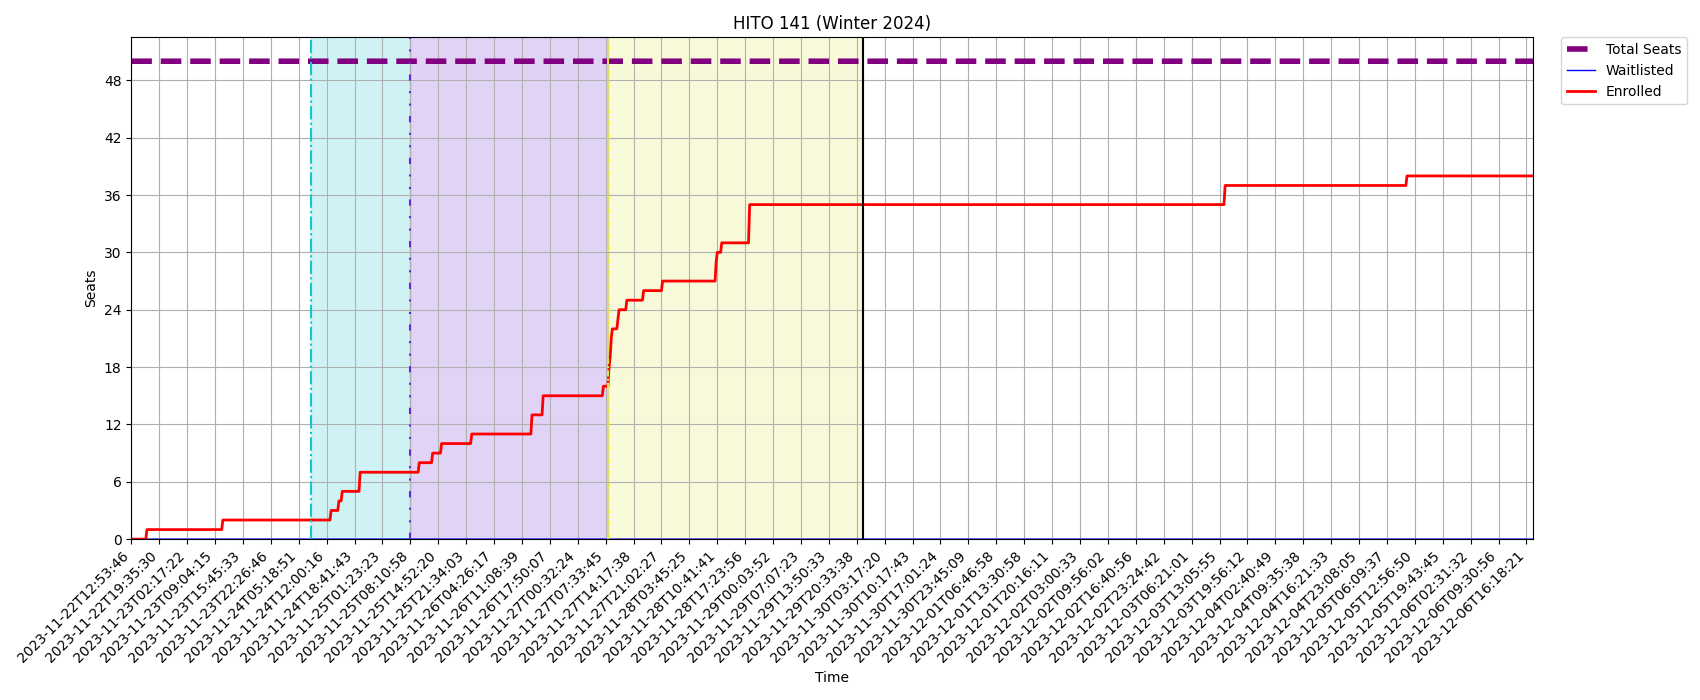 HITO 141 (Winter 2024)
Total Seats
Waitlisted
Enrolled
Seats
48
42
36
30
24
18
12
6
0
2023-11-22T12:53:46
2023-11-22T19:35:30
2023-11-23T02:17:22
2023-11-23T09:04:15
2023-11-23T15:45:33
2023-11-23T22:26:46
2023-11-24T05:18:51
2023-11-24T12:00:16
2023-11-24T18:41:43
2023-11-25T01:23:23
2023-11-25T08:10:58
2023-11-25T14:52:20
2023-11-25T21:34:03
2023-11-26T04:26:17
2023-11-26T11:08:39
2023-11-26T17:50:07
2023-11-27T00:32:24
2023-11-27T07:33:45
2023-11-27T14:17:38
2023-11-27T21:02:27
2023-11-28T03:45:25
2023-11-28T10:41:41
2023-11-28T17:23:56
2023-11-29T00:03:52
2023-11-29T07:07:23
2023-11-29T13:50:33
2023-11-29T20:33:38
2023-11-30T03:17:20
2023-11-30T10:17:43
2023-11-30T17:01:24
2023-11-30T23:45:09
2023-12-01T06:46:58
2023-12-01T13:30:58
2023-12-01T20:16:11
2023-12-02T03:00:33
2023-12-02T09:56:02
2023-12-02T16:40:56
2023-12-02T23:24:42
2023-12-03T06:21:01
2023-12-03T13:05:55
2023-12-03T19:56:12
2023-12-04T02:40:49
2023-12-04T09:35:38
2023-12-04T16:21:33
2023-12-04T23:08:05
2023-12-05T06:09:37
2023-12-05T12:56:50
2023-12-05T19:43:45
2023-12-06T02:31:32
2023-12-06T09:30:56
2023-12-06T16:18:21
Time